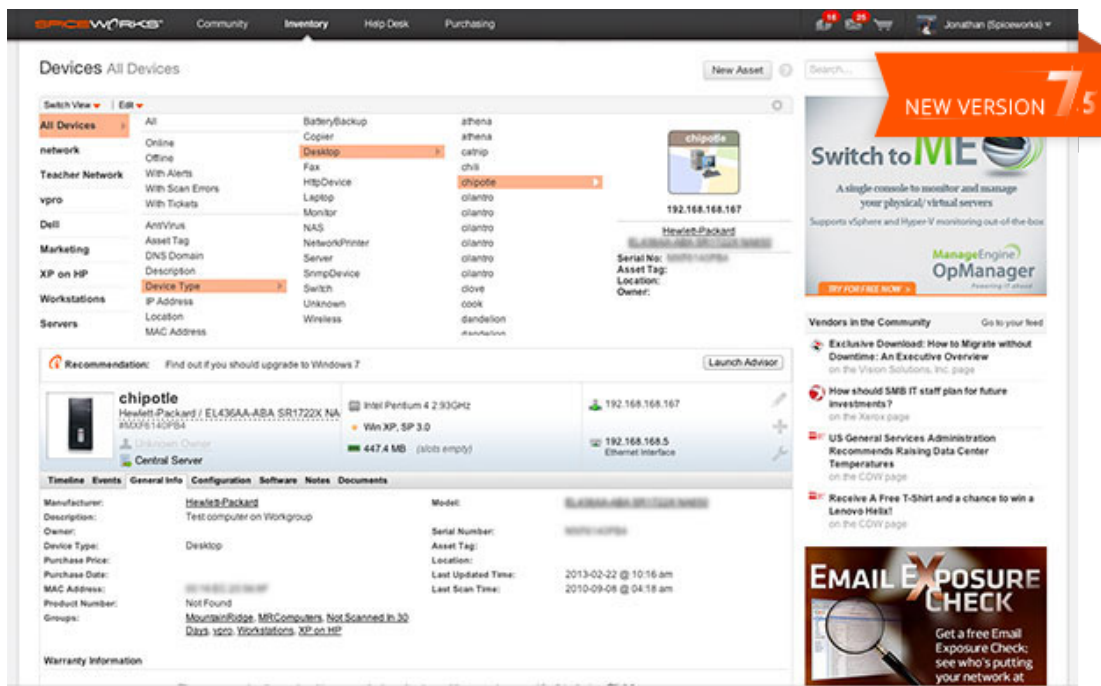 SPICEWORKS
Community
Inventory
Help Desk
Purchasing
16
25
Jonathan (Spiceworks)
Devices All Devices
New Asset
Search...
NEW VERSION 7.5
Switch View
Edit
All Devices
network
Teacher Network
vpro
Dell
Marketing
XP on HP
Workstations
Servers
All
Online
Offline
With Alerts
With Scan Errors
With Tickets
AntiVirus
Asset Tag
DNS Domain
Description
Device Type
IP Address
Location
MAC Address
BatteryBackup
Copier
Desktop
Fax
HttpDevice
Laptop
Monitor
NAS
NetworkPrinter
Server
SnmpDevice
Switch
Unknown
Wireless
athena
athena
catnip
chili
chipotle
cilantro
cilantro
cilantro
cilantro
cilantro
cilantro
clove
cook
dandelion
dandelion
chipotle
192.168.168.167
Hewlett-Packard
Serial No:
Asset Tag:
Location:
Owner:
Switch to ME
A single console to monitor and manage
your physical/ virtual servers
Supports vSphere and Hyper-V monitoring out-of-the-box
ManageEngine
OpManager
Powering IT ahead
TRY FOR FREE NOW >
Recommendation: Find out if you should upgrade to Windows 7
Launch Advisor
chipotle
Hewlett-Packard / EL436AA-ABA SR1722X NA
#MXF6140PB4
Unknown Owner
Central Server
Intel Pentium 4 2.93GHz
Win XP, SP 3.0
447.4 MB (slots empty)
192.168.168.167
192.168.168.5
Ethernet Interface
Timeline Events General Info Configuration Software Notes Documents
Manufacturer: Hewlett-Packard
Description: Test computer on Workgroup
Owner:
Device Type: Desktop
Purchase Price:
Purchase Date:
MAC Address:
Product Number: Not Found
Groups: MountainRidge, MRComputers, Not Scanned In 30
Days, vpro, Workstations, XP on HP
Model:
Serial Number:
Asset Tag:
Location:
Last Updated Time: 2013-02-22 @ 10:16 am
Last Scan Time: 2010-09-08 @ 04:18 am
Warranty Information
Vendors in the Community
Go to your feed
Exclusive Download: How to Migrate without
Downtime: An Executive Overview
on the Vision Solutions, Inc. page
How should SMB IT staff plan for future
investments?
on the Xerox page
US General Services Administration
Recommends Raising Data Center
Temperatures
on the CDW page
Receive A Free T-Shirt and a chance to win a
Lenovo Helix!
on the CDW page
EMAIL EXPOSURE
CHECK
Get a free Email
Exposure Check;
see who's putting
your network at